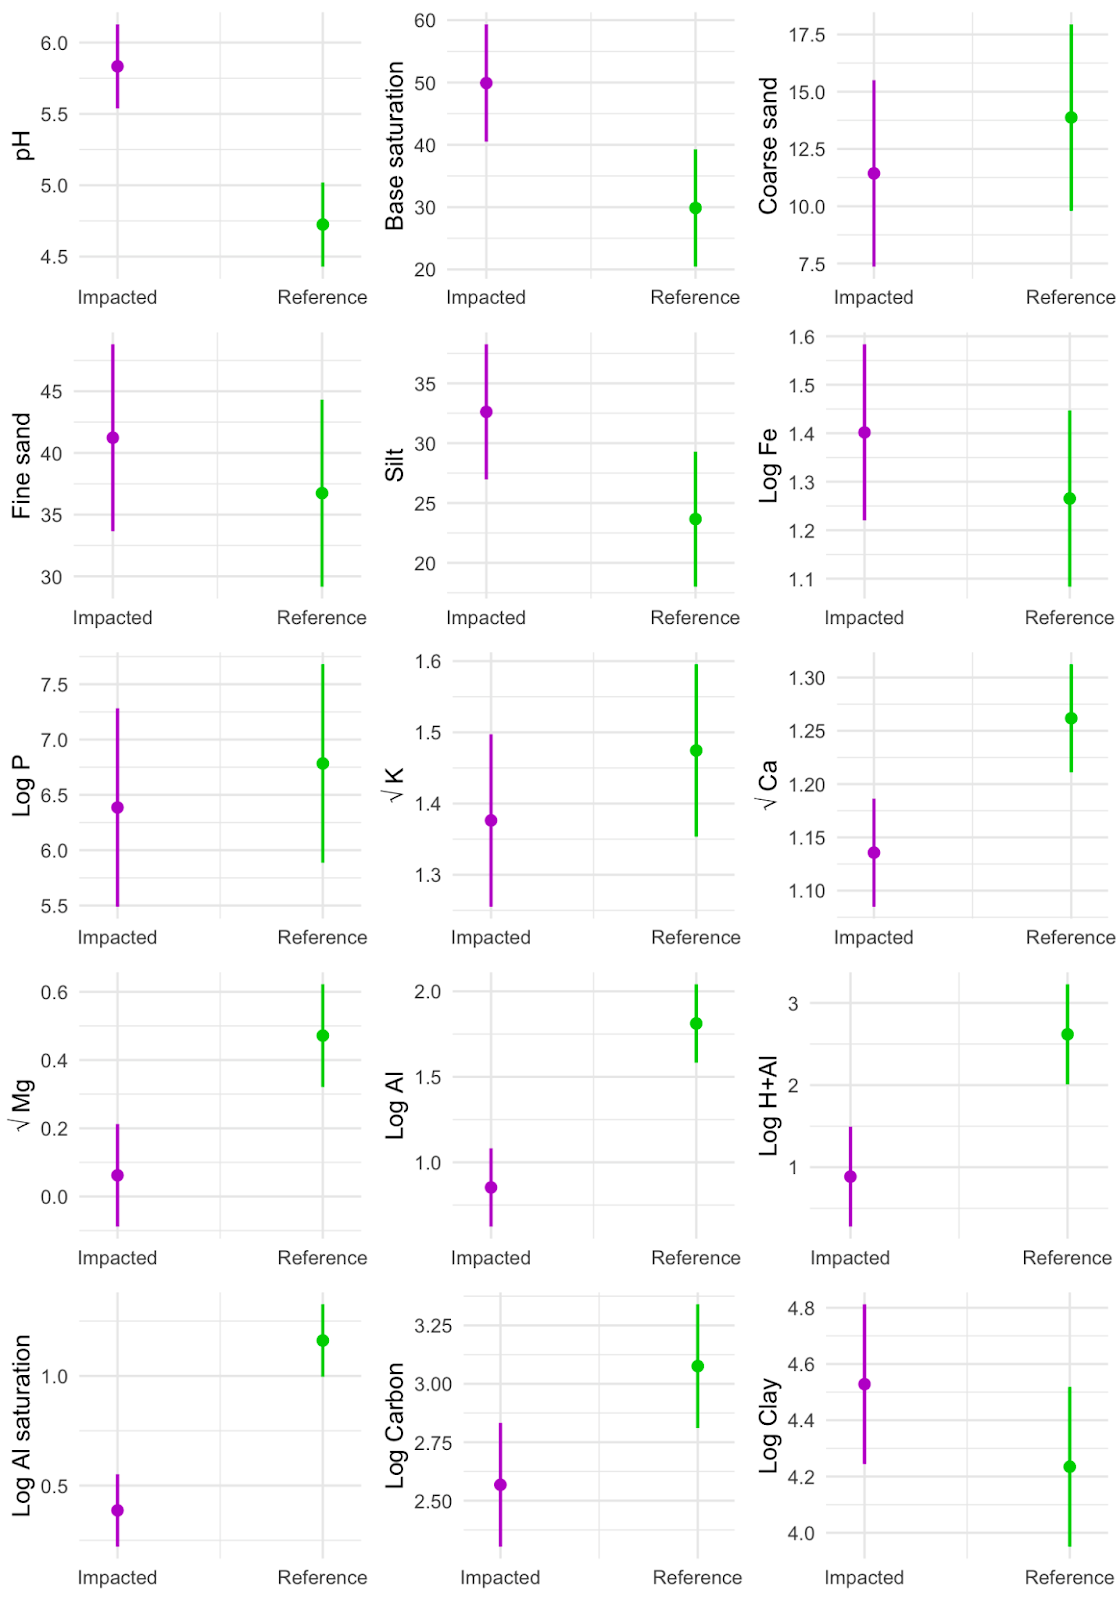 pH
6.0
5.5
5.0
4.5
Impacted
Reference
Base saturation
60
50
40
30
20
Impacted
Reference
Coarse sand
17.5
15.0
12.5
10.0
7.5
Impacted
Reference
Fine sand
45
40
35
30
Impacted
Reference
Silt
35
30
25
20
Impacted
Reference
Log Fe
1.6
1.5
1.4
1.3
1.2
1.1
Impacted
Reference
Log P
7.5
7.0
6.5
6.0
5.5
Impacted
Reference
√ K
1.6
1.5
1.4
1.3
Impacted
Reference
√ Ca
1.30
1.25
1.20
1.15
1.10
Impacted
Reference
√ Mg
0.6
0.4
0.2
0.0
Impacted
Reference
Log Al
2.0
1.5
1.0
Impacted
Reference
Log H+Al
3
2
1
Impacted
Reference
Log Al saturation
1.0
0.5
Impacted
Reference
Log Carbon
3.25
3.00
2.75
2.50
Impacted
Reference
Log Clay
4.8
4.6
4.4
4.2
4.0
Impacted
Reference